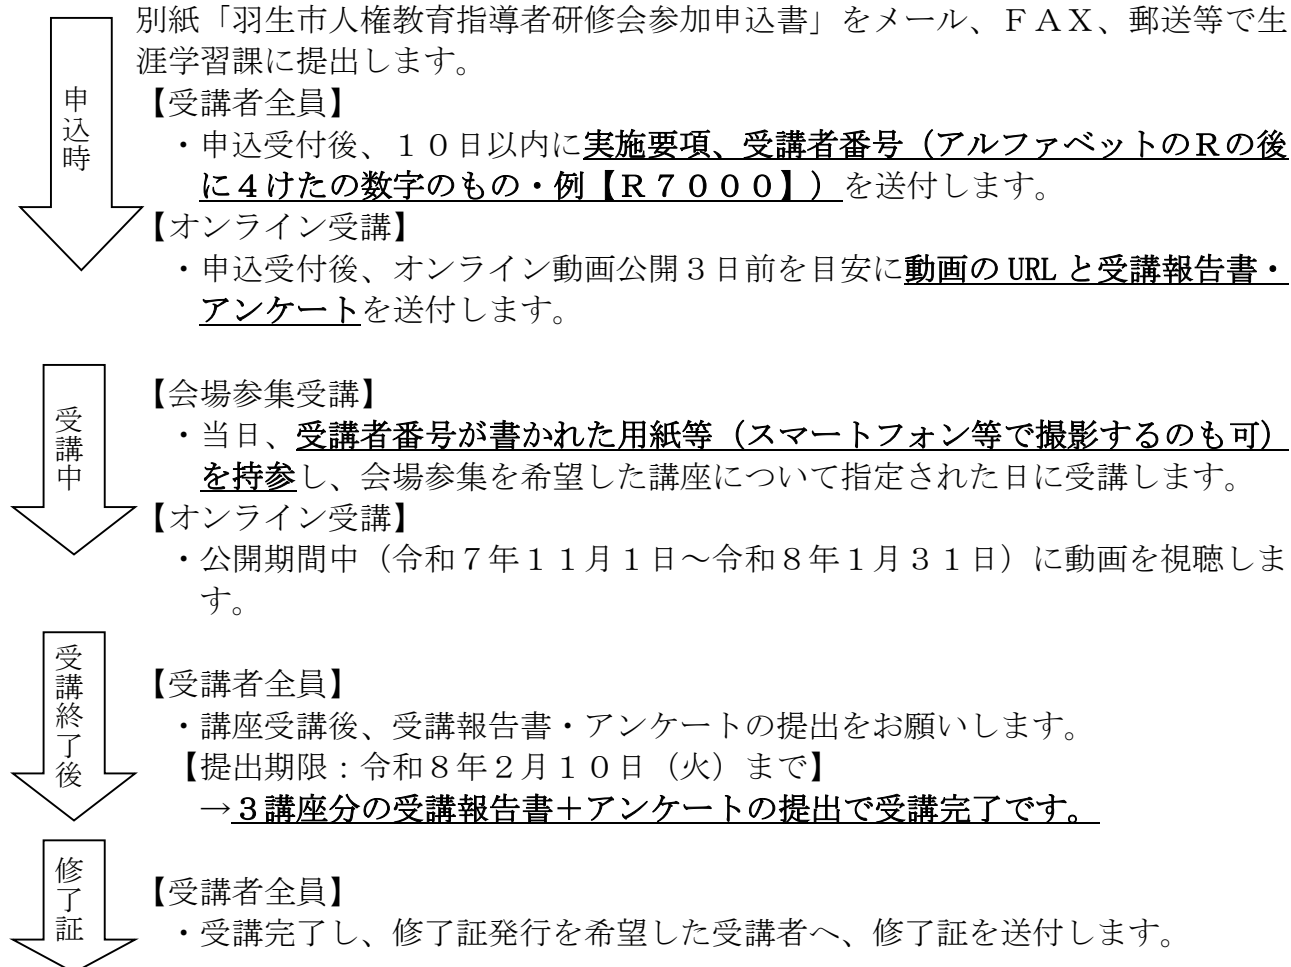 別紙「羽生市人権教育指導者研修会参加申込書」をメール、ＦＡＸ、郵送等で生
涯学習課に提出します。
申込時
【受講者全員】
・申込受付後、１０日以内に実施要項、受講者番号（アルファベットのＲの後
に４けたの数字のもの・例【Ｒ７０００】）を送付します。
【オンライン受講】
・申込受付後、オンライン動画公開３日前を目安に動画の URL と受講報告書・
アンケートを送付します。
受講中
【会場参集受講】
・当日、受講者番号が書かれた用紙等（スマートフォン等で撮影するのも可）
を持参し、会場参集を希望した講座について指定された日に受講します。
【オンライン受講】
・公開期間中（令和７年１１月１日～令和８年１月３１日）に動画を視聴しま
す。
受講終了後
【受講者全員】
・講座受講後、受講報告書・アンケートの提出をお願いします。
【提出期限：令和８年２月１０日（火）まで】
→３講座分の受講報告書＋アンケートの提出で受講完了です。
修了証
【受講者全員】
・受講完了し、修了証発行を希望した受講者へ、修了証を送付します。